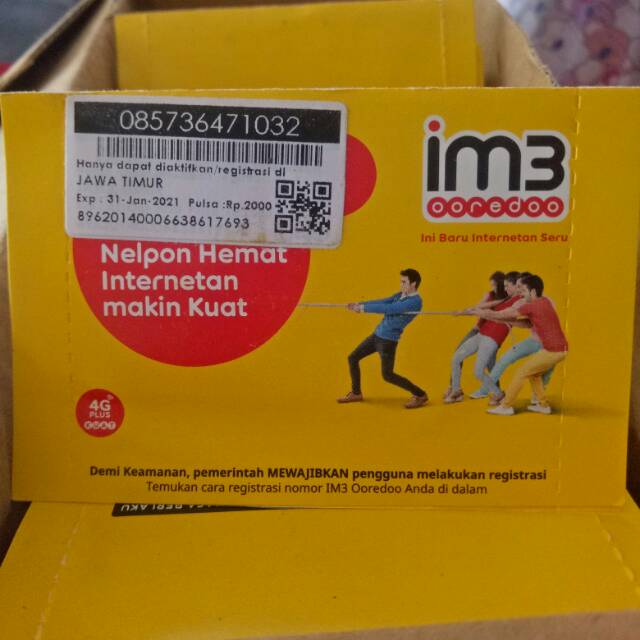 085736471032
Hanya dapat diaktifkan/registrasi di
JAWA TIMUR
Exp : 31-Jan-2021 Pulsa :Rp.2000
89620140006638617693
im3
ooredoo
Ini Baru Internetan Seru
Nelpon Hemat
Internetan
makin Kuat
4G
PLUS
KUAT
Demi Keamanan, pemerintah MEWAJIBKAN pengguna melakukan registrasi
Temukan cara registrasi nomor IM3 Ooredoo Anda di dalam
BERLAKU